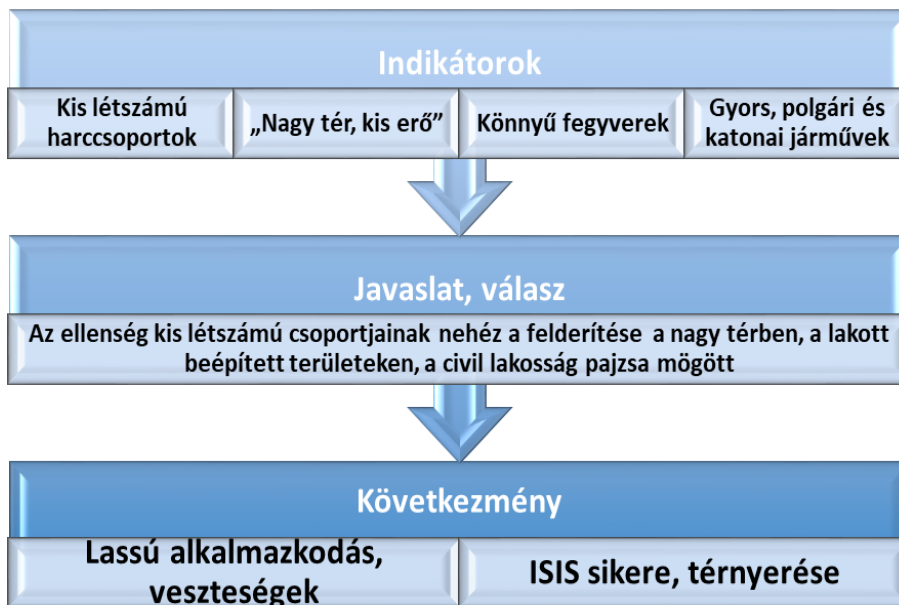 Indikátorok
Kis létszámú
harccsoportok
„Nagy tér, kis erő”
Könnyű fegyverek
Gyors, polgári és
katonai járművek
Javaslat, válasz
Az ellenség kis létszámú csoportjainak nehéz a felderítése a nagy térben, a lakott
beépített területeken, a civil lakosság pajzsa mögött
Következmény
Lassú alkalmazkodás,
veszteségek
ISIS sikere, térnyerése